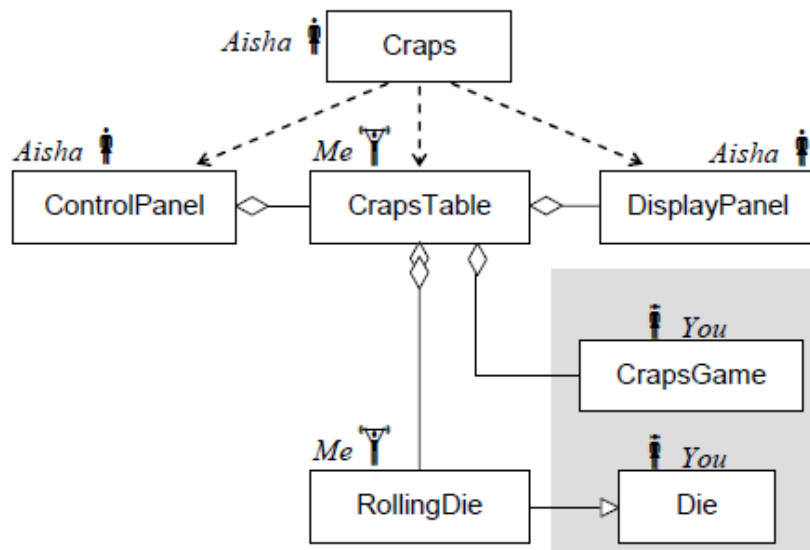 Aisha
Craps
Aisha
Me
Aisha
ControlPanel
CrapsTable
DisplayPanel
You
CrapsGame
Me
You
RollingDie
Die